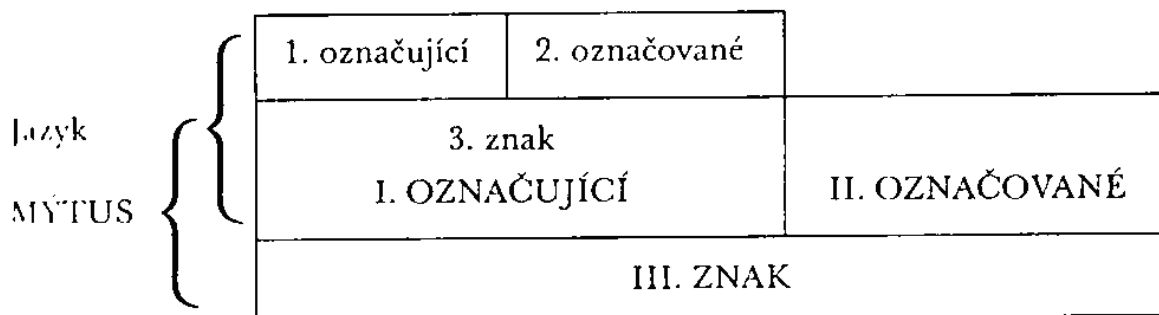 1. označující 2. označované
Jazyk
3. znak
MÝTUS
I. OZNAČUJÍCÍ II. OZNAČOVANÉ
III. ZNAK